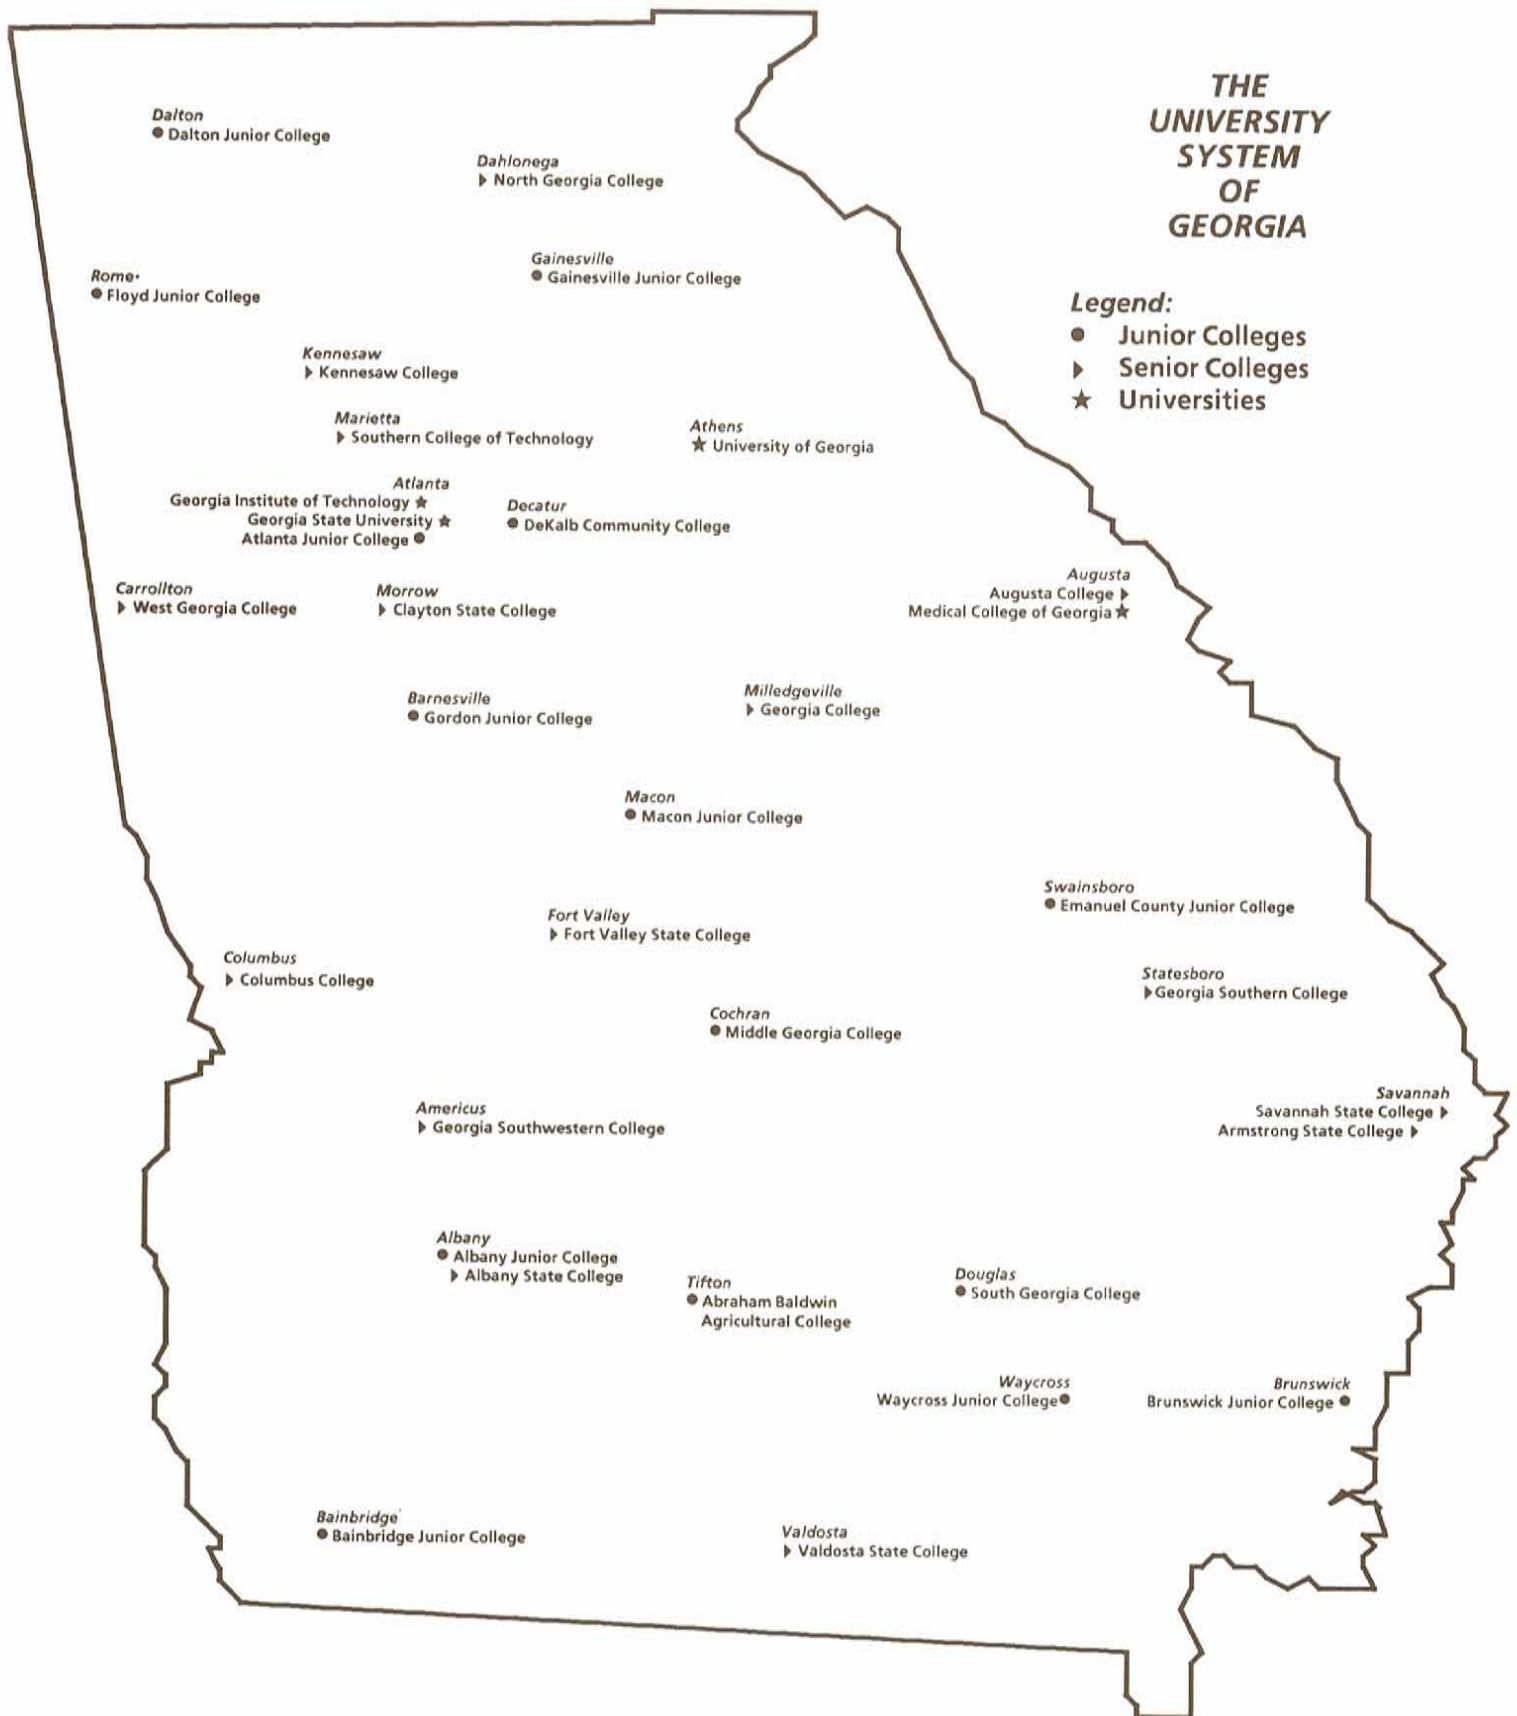 THE
UNIVERSITY
SYSTEM
OF
GEORGIA
Legend:
Junior Colleges
Senior Colleges
Universities
Dalton
Dalton Junior College
Dahlonega
North Georgia College
Gainesville
Gainesville Junior College
Rome
Floyd Junior College
Kennesaw
Kennesaw College
Marietta
Southern College of Technology
Athens
University of Georgia
Atlanta
Georgia Institute of Technology
Georgia State University
Atlanta Junior College
Decatur
DeKalb Community College
Carrollton
West Georgia College
Morrow
Clayton State College
Augusta
Augusta College
Medical College of Georgia
Barnesville
Gordon Junior College
Milledgeville
Georgia College
Macon
Macon Junior College
Swainsboro
Emanuel County Junior College
Fort Valley
Fort Valley State College
Columbus
Columbus College
Statesboro
Georgia Southern College
Cochran
Middle Georgia College
Savannah
Savannah State College
Armstrong State College
Americus
Georgia Southwestern College
Albany
Albany Junior College
Albany State College
Tifton
Abraham Baldwin
Agricultural College
Douglas
South Georgia College
Waycross
Waycross Junior College
Brunswick
Brunswick Junior College
Bainbridge
Bainbridge Junior College
Valdosta
Valdosta State College